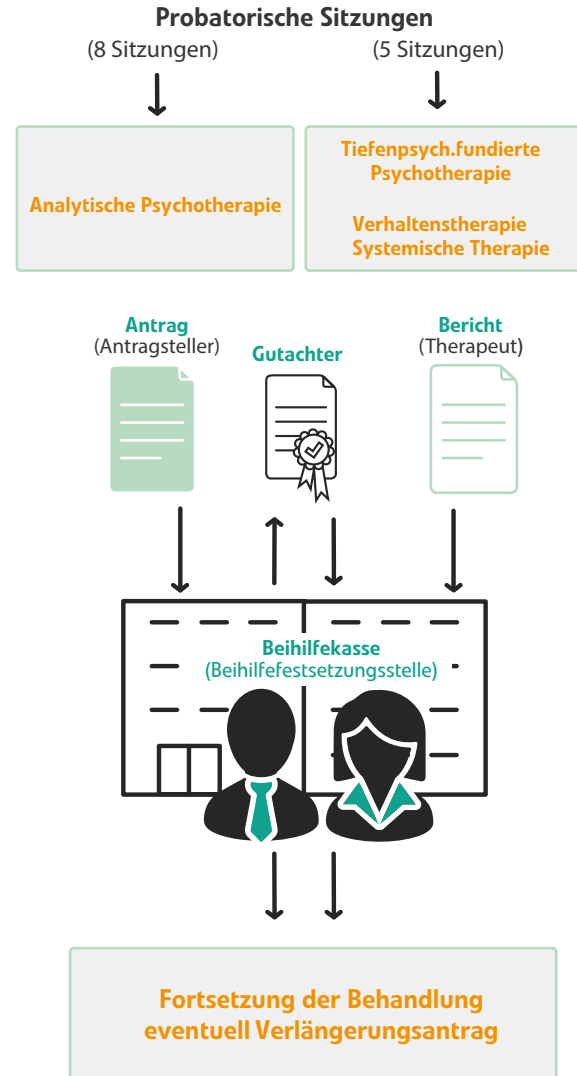 Probatorische Sitzungen
(8 Sitzungen)
(5 Sitzungen)
Analytische Psychotherapie
Tiefenpsych.fundierte
Psychotherapie
Verhaltenstherapie
Systemische Therapie
Antrag
(Antragsteller)
Gutachter
Bericht
(Therapeut)
Beihilfekasse
(Beihilfefestsetzungsstelle)
Fortsetzung der Behandlung
eventuell Verlängerungsantrag